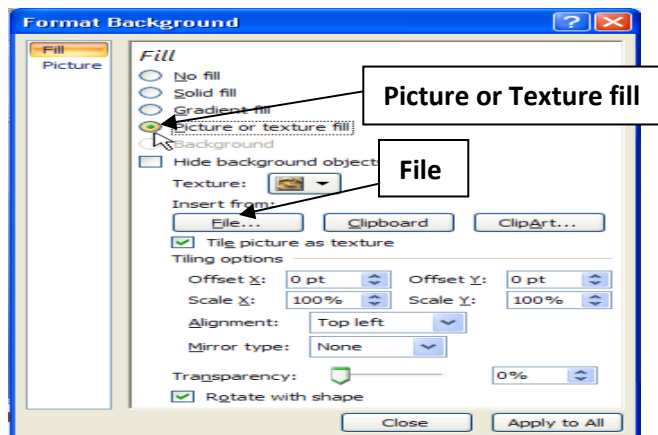 Format Background
Fill
Picture
Fill
No fill
Solid fill
Gradient fill
Picture or texture fill
Picture or Texture fill
Background
Hide background objects
File
Texture:
Insert from:
File... Clipboard ClipArt...
Tile picture as texture
Tiling options
Offset X: 0 pt Offset Y: 0 pt
Scale X: 100% Scale Y: 100%
Alignment: Top left
Mirror type: None
Transparency: 0%
Rotate with shape
Close Apply to All